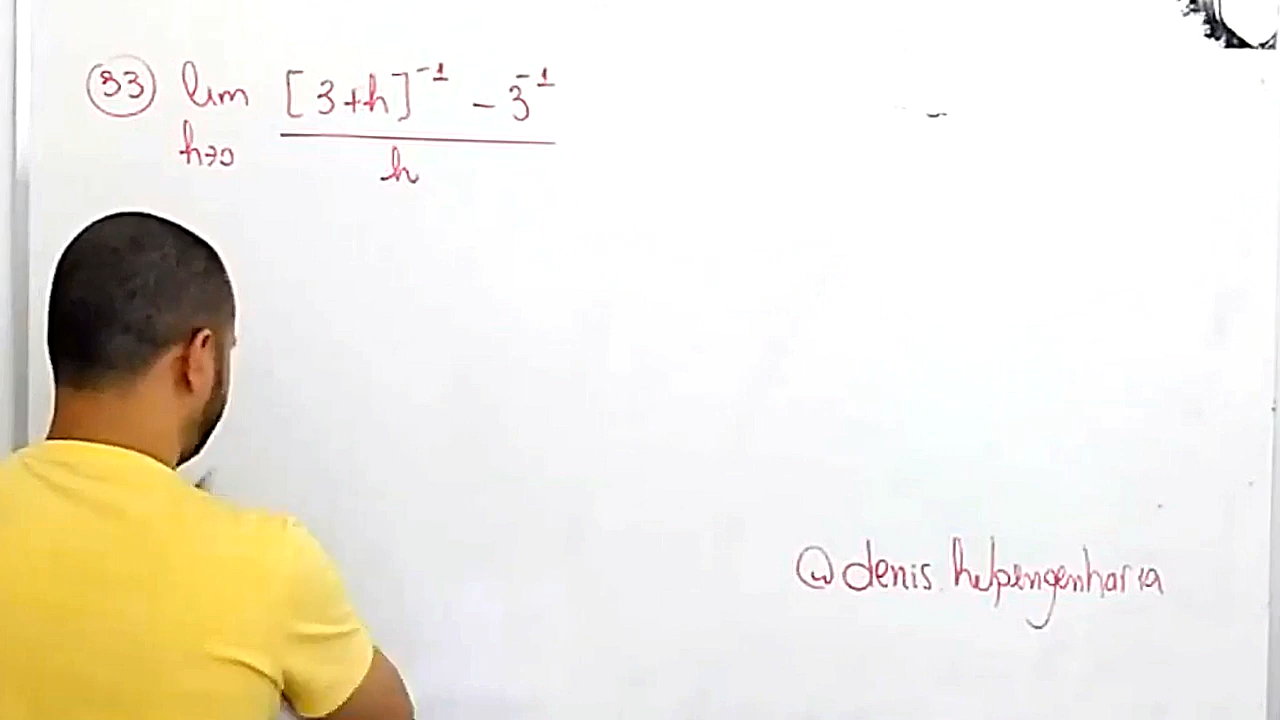 33 lim [3+h]⁻¹ - 3⁻¹
h→0 h
@denis.helpengenharia